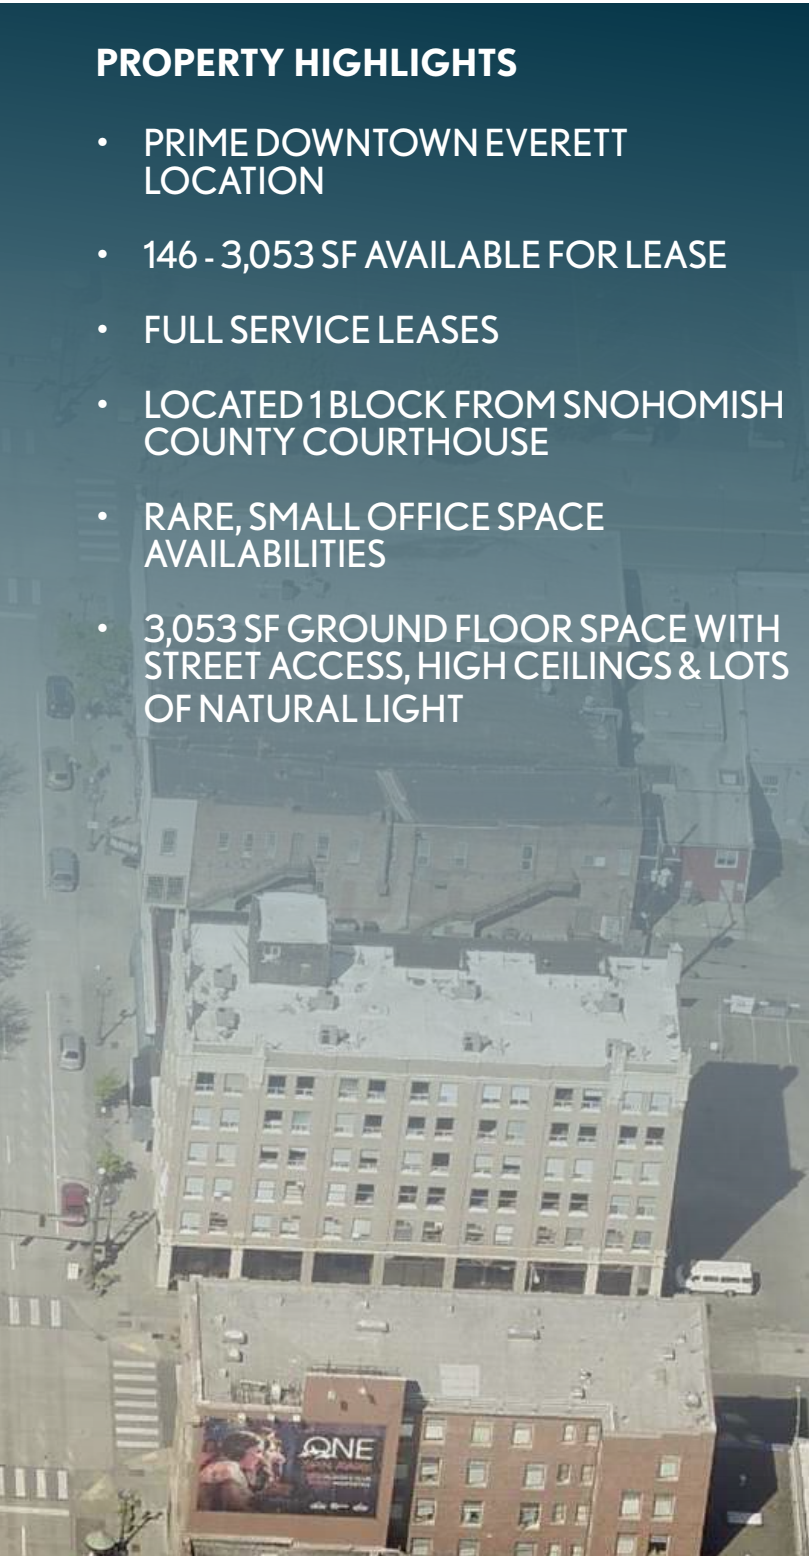 PROPERTY HIGHLIGHTS
• PRIME DOWNTOWN EVERETT
LOCATION
• 146 - 3,053 SF AVAILABLE FOR LEASE
• FULL SERVICE LEASES
• LOCATED 1 BLOCK FROM SNOHOMISH
COUNTY COURTHOUSE
• RARE, SMALL OFFICE SPACE
AVAILABILITIES
• 3,053 SF GROUND FLOOR SPACE WITH
STREET ACCESS, HIGH CEILINGS & LOTS
OF NATURAL LIGHT
ONE